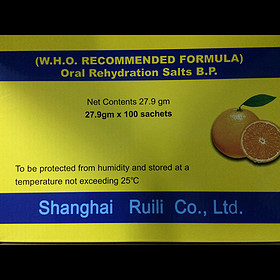 (W.H.O. RECOMMENDED FORMULA)
Oral Rehydration Salts B.P.
Net Contents 27.9 gm
27.9gm x 100 sachets
To be protected from humidity and stored at a
temperature not exceeding 25℃
Shanghai Ruili Co., Ltd.